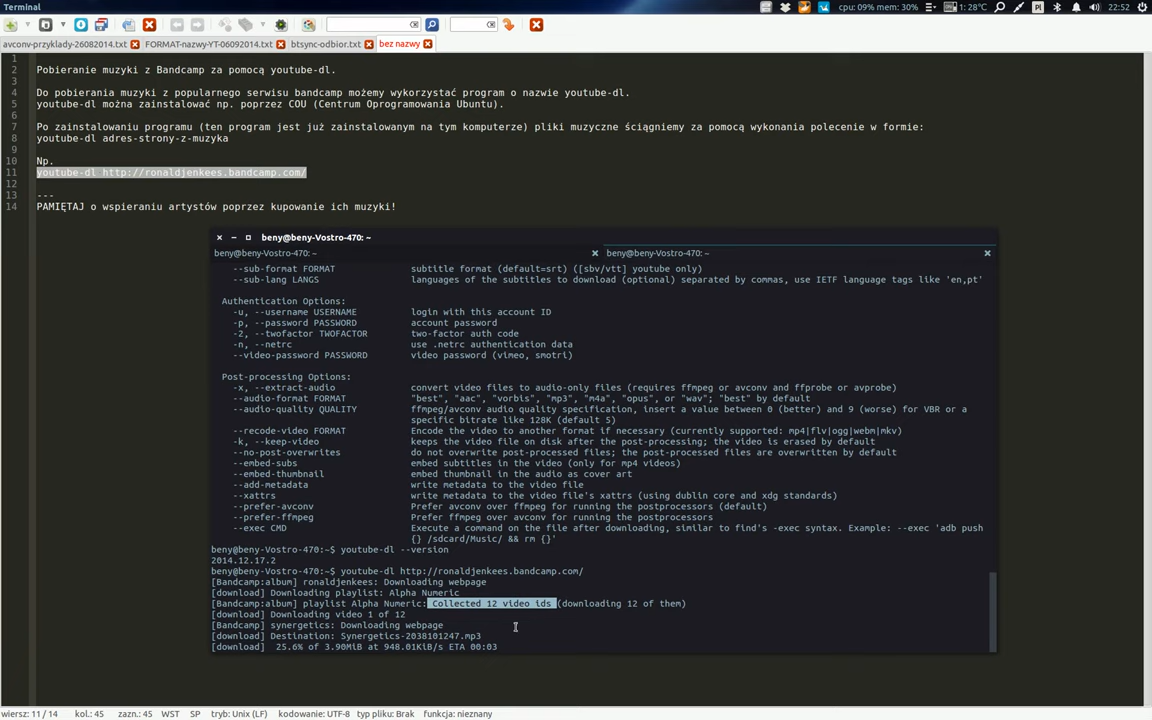 Terminal
cpu: 09% mem: 30%
1: 28°C
Pl
22:52
avconv-przyklady-26082014.txt
FORMAT-nazwy-YT-06092014.txt
btsync-odbior.txt
bez nazwy
1
2 Pobieranie muzyki z Bandcamp za pomocą youtube-dl.
3
4 Do pobierania muzyki z popularnego serwisu bandcamp możemy wykorzystać program o nazwie youtube-dl.
5 youtube-dl można zainstalować np. poprzez COU (Centrum Oprogramowania Ubuntu).
6
7 Po zainstalowaniu programu (ten program jest już zainstalowanym na tym komputerze) pliki muzyczne ściągniemy za pomocą wykonania polecenie w formie:
8 youtube-dl adres-strony-z-muzyka
9
10 Np.
11 youtube-dl http://ronaldjenkees.bandcamp.com/
12
13 ---
14 PAMIĘTAJ o wspieraniu artystów poprzez kupowanie ich muzyki!
beny@beny-Vostro-470: ~
beny@beny-Vostro-470: ~
beny@beny-Vostro-470: ~
--sub-format FORMAT subtitle format (default=srt) ([sbv/vtt] youtube only)
--sub-lang LANGS languages of the subtitles to download (optional) separated by commas, use IETF language tags like 'en,pt'
Authentication Options:
-u, --username USERNAME login with this account ID
-p, --password PASSWORD account password
-2, --twofactor TWOFACTOR two-factor auth code
-n, --netrc use .netrc authentication data
--video-password PASSWORD video password (vimeo, smotri)
Post-processing Options:
-x, --extract-audio convert video files to audio-only files (requires ffmpeg or avconv and ffprobe or avprobe)
--audio-format FORMAT "best", "aac", "vorbis", "mp3", "m4a", "opus", or "wav"; "best" by default
--audio-quality QUALITY ffmpeg/avconv audio quality specification, insert a value between 0 (better) and 9 (worse) for VBR or a
specific bitrate like 128K (default 5)
--recode-video FORMAT Encode the video to another format if necessary (currently supported: mp4|flv|ogg|webm|mkv)
-k, --keep-video keeps the video file on disk after the post-processing; the video is erased by default
--no-post-overwrites do not overwrite post-processed files; the post-processed files are overwritten by default
--embed-subs embed subtitles in the video (only for mp4 videos)
--embed-thumbnail embed thumbnail in the audio as cover art
--add-metadata write metadata to the video file
--xattrs write metadata to the video file's xattrs (using dublin core and xdg standards)
--prefer-avconv Prefer avconv over ffmpeg for running the postprocessors (default)
--prefer-ffmpeg Prefer ffmpeg over avconv for running the postprocessors
--exec CMD Execute a command on the file after downloading, similar to find's -exec syntax. Example: --exec 'adb push
{} /sdcard/Music/ && rm {}'
beny@beny-Vostro-470:~$ youtube-dl --version
2014.12.17.2
beny@beny-Vostro-470:~$ youtube-dl http://ronaldjenkees.bandcamp.com/
[Bandcamp:album] ronaldjenkees: Downloading webpage
[download] Downloading playlist: Alpha Numeric
[Bandcamp:album] playlist Alpha Numeric: Collected 12 video ids (downloading 12 of them)
[download] Downloading video 1 of 12
[Bandcamp] synergetics: Downloading webpage
[download] Destination: Synergetics-2038101247.mp3
[download] 25.6% of 3.90MiB at 948.01KiB/s ETA 00:03
wiersz: 11 / 14 kol.: 45 zazn.: 45 WST SP tryb: Unix (LF) kodowanie: UTF-8 typ pliku: Brak funkcja: nieznany